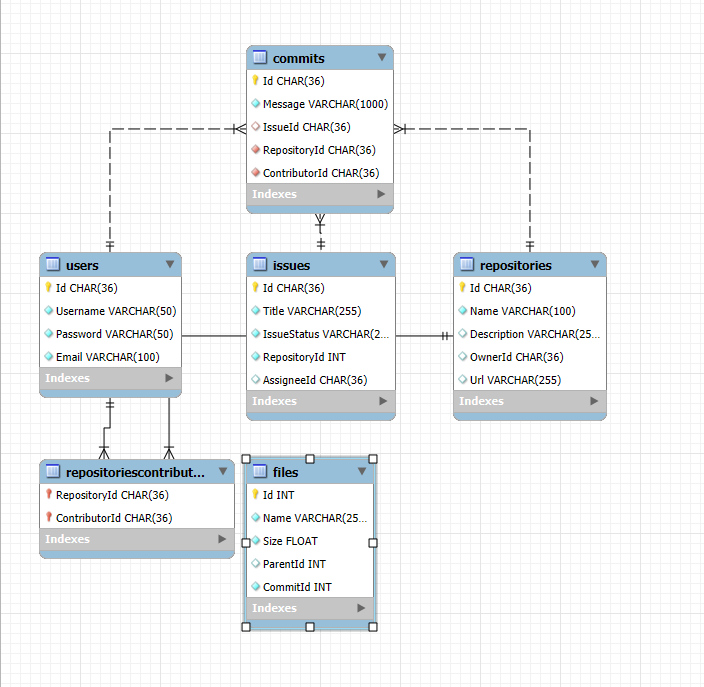 commits
Id CHAR(36)
Message VARCHAR(1000)
IssueId CHAR(36)
RepositoryId CHAR(36)
ContributorId CHAR(36)
Indexes
users
Id CHAR(36)
Username VARCHAR(50)
Password VARCHAR(50)
Email VARCHAR(100)
Indexes
issues
Id CHAR(36)
Title VARCHAR(255)
IssueStatus VARCHAR(2...
RepositoryId INT
AssigneeId CHAR(36)
Indexes
repositories
Id CHAR(36)
Name VARCHAR(100)
Description VARCHAR(25...
OwnerId CHAR(36)
Url VARCHAR(255)
Indexes
repositoriescontribut...
RepositoryId CHAR(36)
ContributorId CHAR(36)
Indexes
files
Id INT
Name VARCHAR(25...
Size FLOAT
ParentId INT
CommitId INT
Indexes